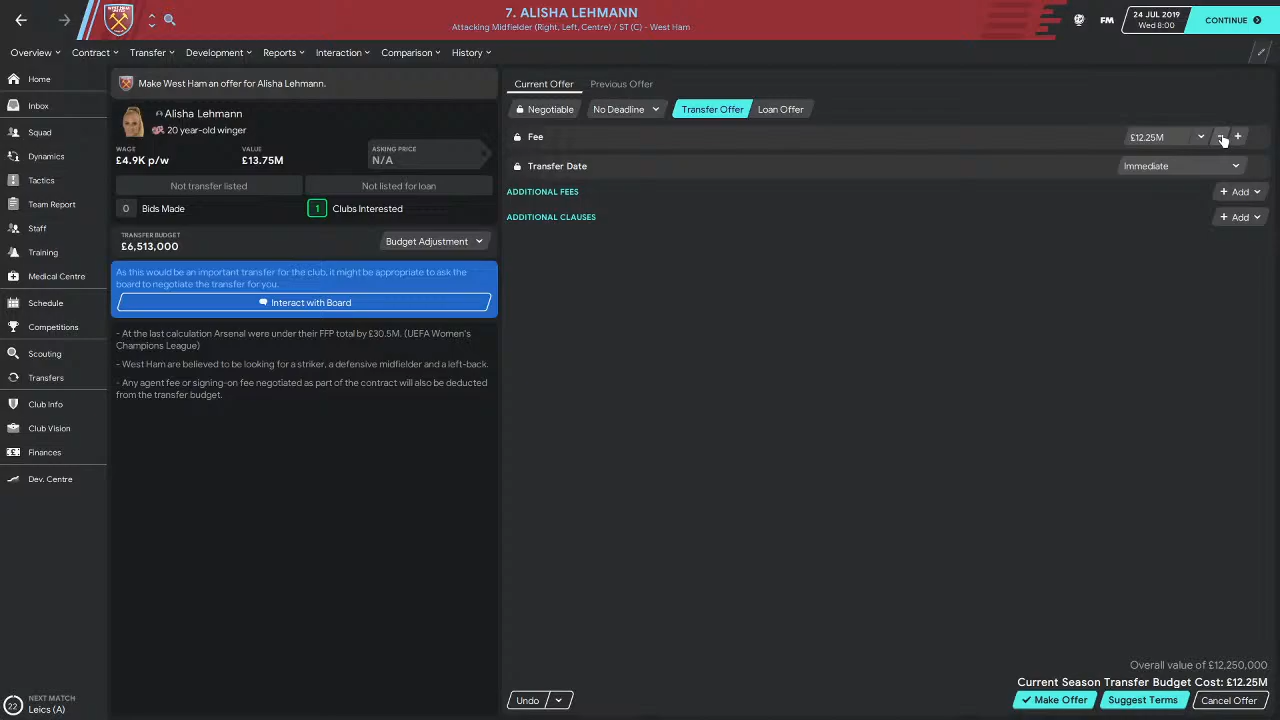 7. ALISHA LEHMANN
Attacking Midfielder (Right, Left, Centre) / ST (C) - West Ham
FM
24 JUL 2019
Wed 8:00
CONTINUE
Overview
Contract
Transfer
Development
Reports
Interaction
Comparison
History
Home
Inbox
Squad
Dynamics
Tactics
Team Report
Staff
Training
Medical Centre
Schedule
Competitions
Scouting
Transfers
Club Info
Club Vision
Finances
Dev. Centre
22
NEXT MATCH
Leics (A)
Make West Ham an offer for Alisha Lehmann.
Alisha Lehmann
20 year-old winger
WAGE
£4.9K p/w
VALUE
£13.75M
ASKING PRICE
N/A
Not transfer listed
Not listed for loan
0 Bids Made
1 Clubs Interested
TRANSFER BUDGET
£6,513,000
Budget Adjustment
As this would be an important transfer for the club, it might be appropriate to ask the
board to negotiate the transfer for you.
Interact with Board
- At the last calculation Arsenal were under their FFP total by £30.5M. (UEFA Women's
Champions League)
- West Ham are believed to be looking for a striker, a defensive midfielder and a left-back.
- Any agent fee or signing-on fee negotiated as part of the contract will also be deducted
from the transfer budget.
Current Offer
Previous Offer
Negotiable
No Deadline
Transfer Offer
Loan Offer
Fee
£12.25M
Transfer Date
Immediate
ADDITIONAL FEES
+ Add
ADDITIONAL CLAUSES
+ Add
Overall value of £12,250,000
Current Season Transfer Budget Cost: £12.25M
Undo
Make Offer
Suggest Terms
Cancel Offer